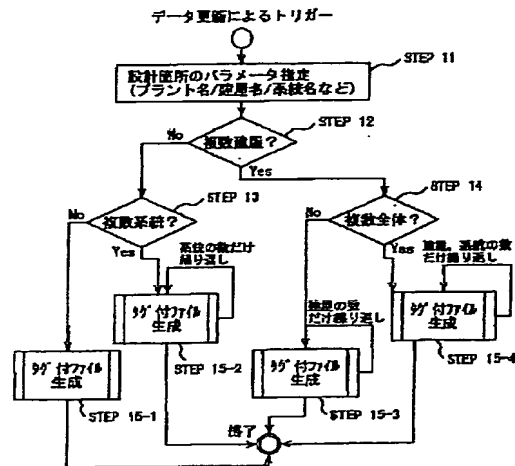 データ更新によるトリガー
STEP 11
設計箇所のパラメータ指定
(プラント名/建屋名/系統名など)
STEP 12
No
複数建屋?
Yes
STEP 13
STEP 14
No
複数系統?
Yes
No
複数全体?
Yes
系統の数だけ
繰り返し
建屋、系統の数
だけ繰り返し
タグ付ファイル
生成
STEP 15-2
建屋の数
だけ繰り返し
タグ付ファイル
生成
STEP 15-4
タグ付ファイル
生成
STEP 15-1
タグ付ファイル
生成
STEP 15-3
終了